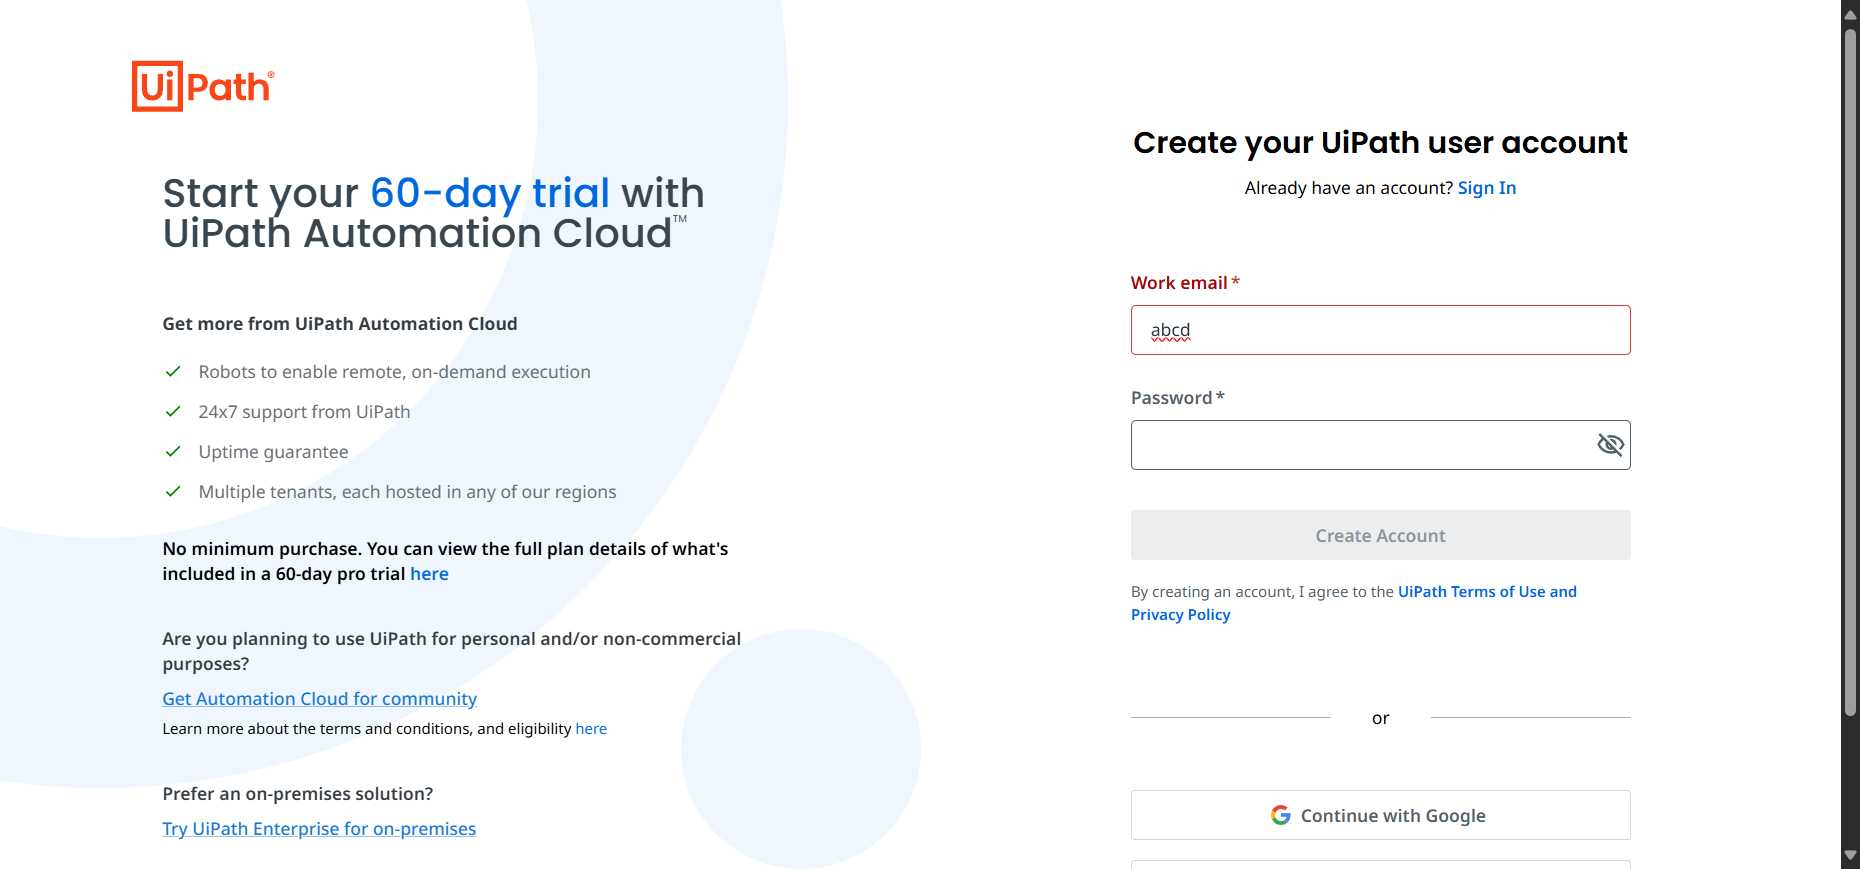 UiPath®
Start your 60-day trial with
UiPath Automation Cloud™
Get more from UiPath Automation Cloud
Robots to enable remote, on-demand execution
24x7 support from UiPath
Uptime guarantee
Multiple tenants, each hosted in any of our regions
No minimum purchase. You can view the full plan details of what's
included in a 60-day pro trial here
Are you planning to use UiPath for personal and/or non-commercial
purposes?
Get Automation Cloud for community
Learn more about the terms and conditions, and eligibility here
Prefer an on-premises solution?
Try UiPath Enterprise for on-premises
Create your UiPath user account
Already have an account? Sign In
Work email *
abcd
Password *
Create Account
By creating an account, I agree to the UiPath Terms of Use and
Privacy Policy
or
Continue with Google